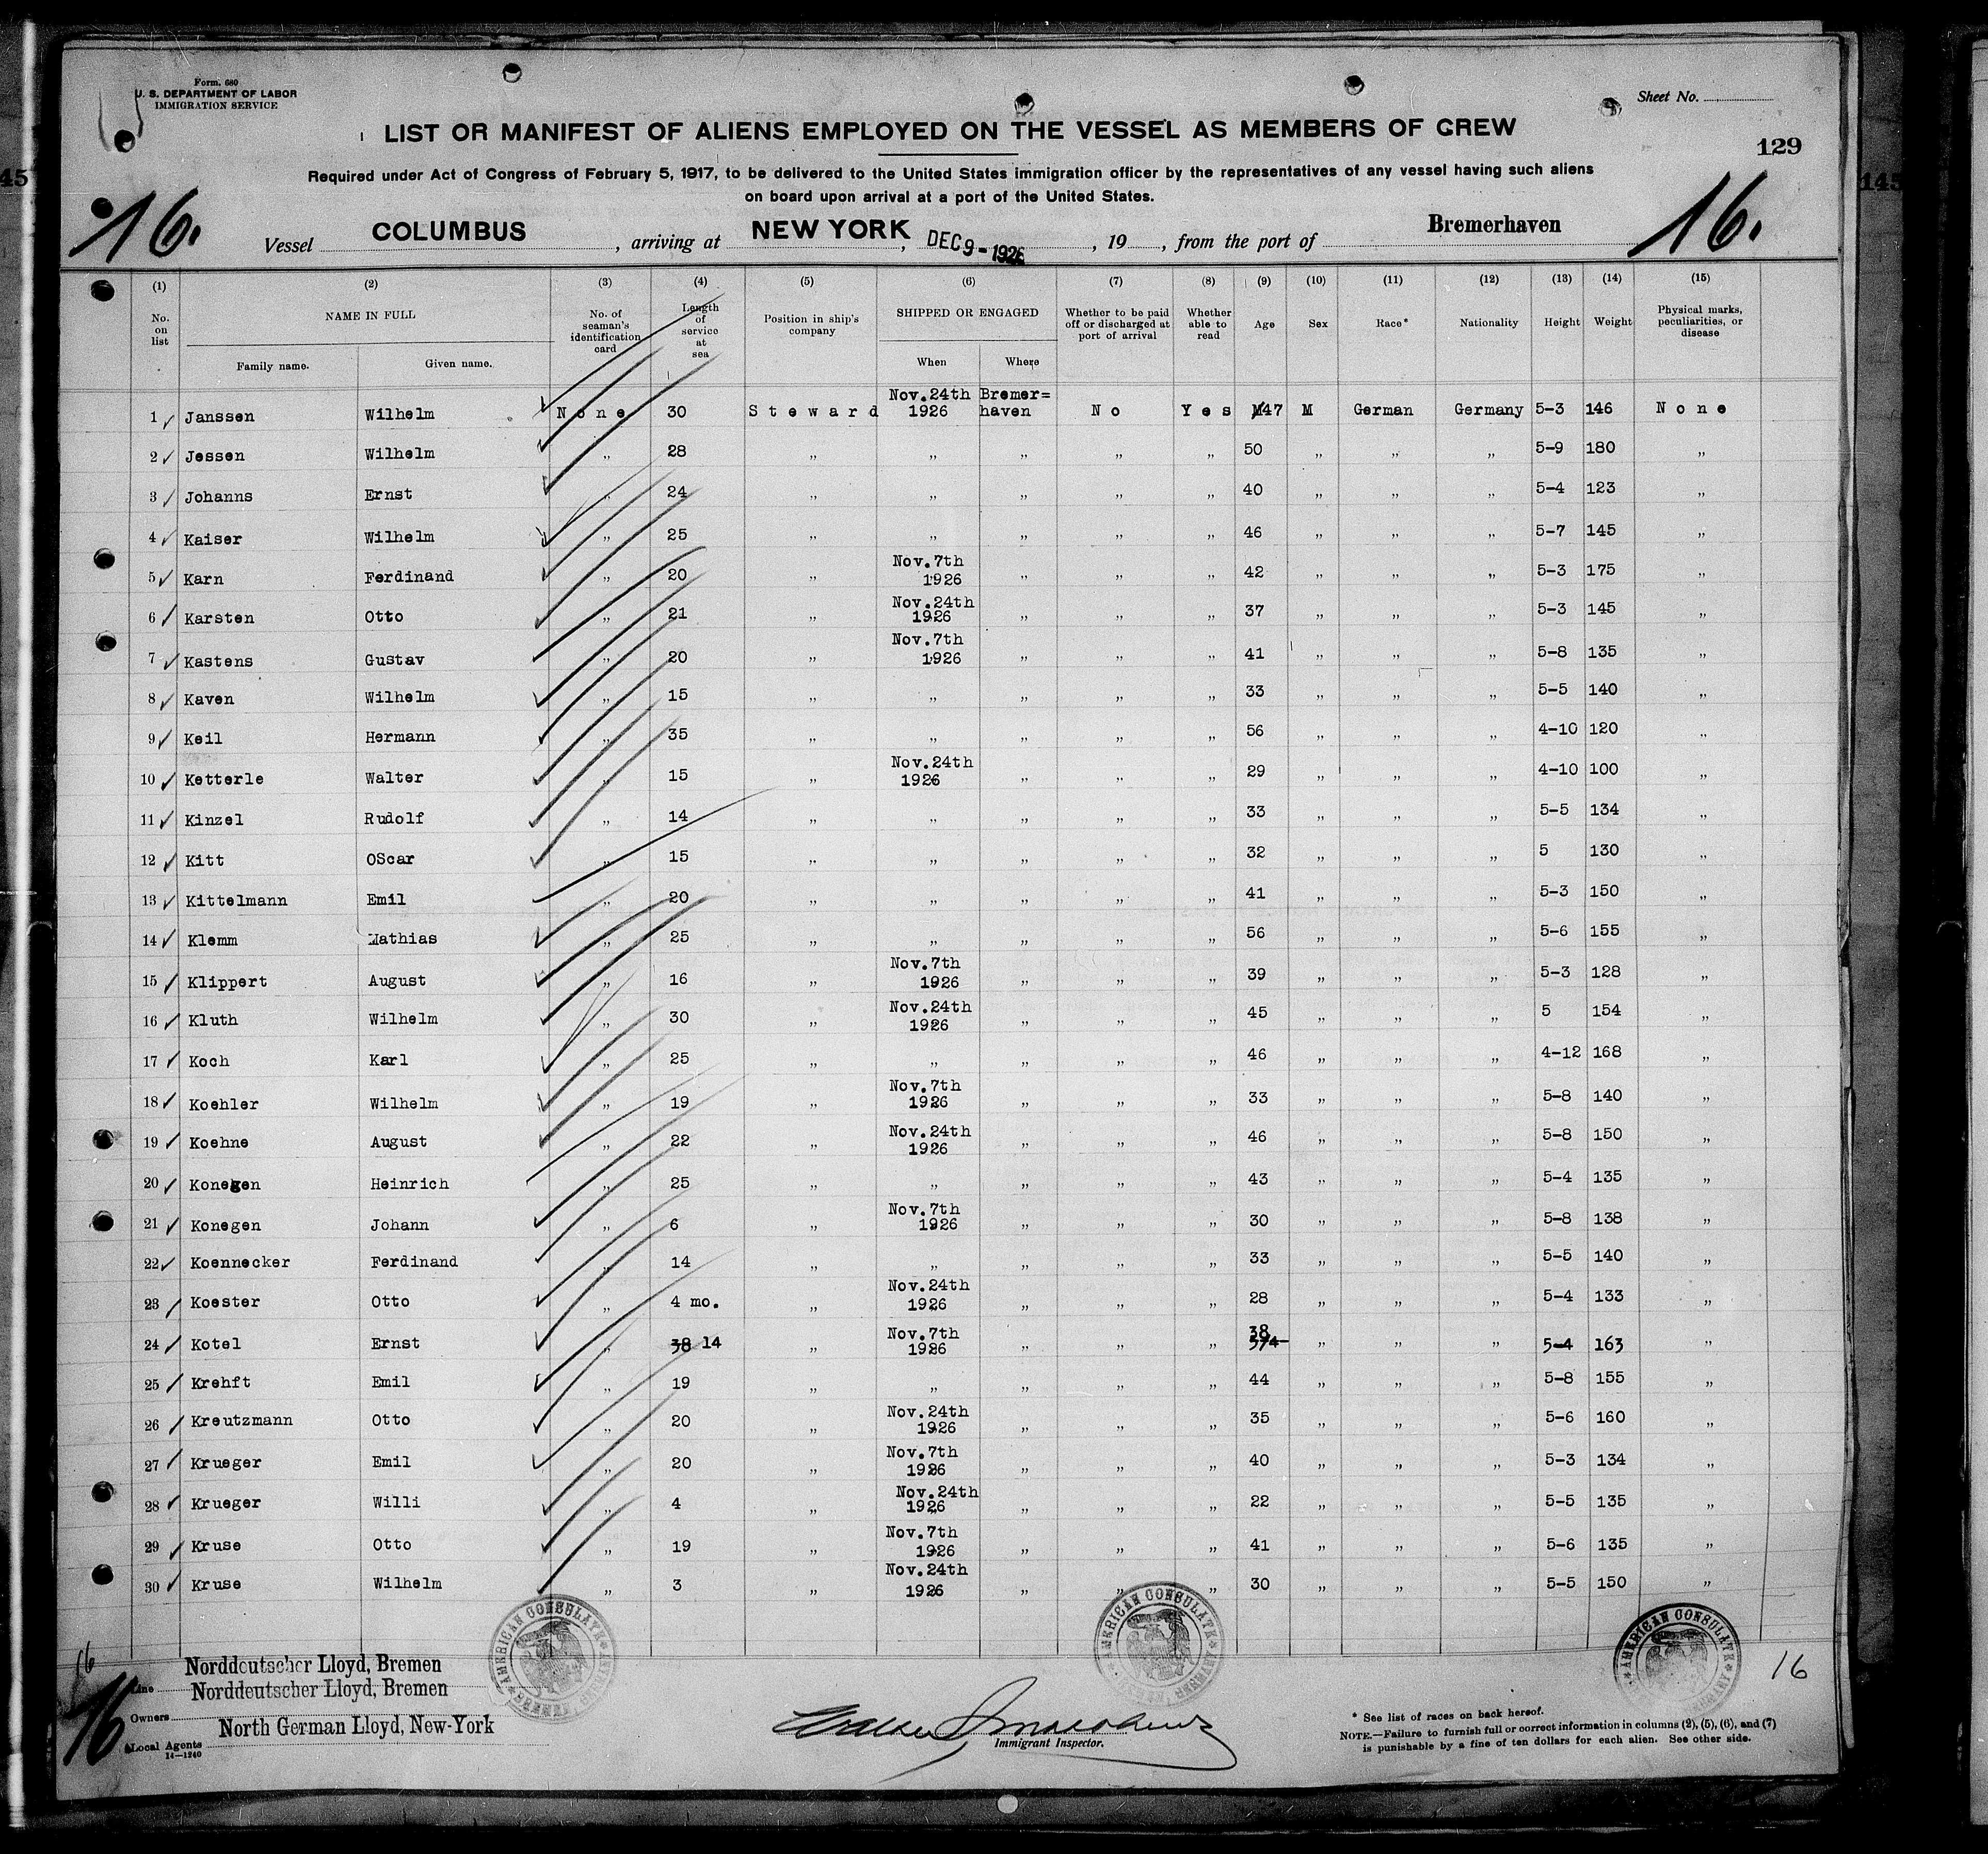 Form. 680
U. S. DEPARTMENT OF LABOR
IMMIGRATION SERVICE
Sheet No.
LIST OR MANIFEST OF ALIENS EMPLOYED ON THE VESSEL AS MEMBERS OF CREW
129
Required under Act of Congress of February 5, 1917, to be delivered to the United States immigration officer by the representatives of any vessel having such aliens
on board upon arrival at a port of the United States.
145
16.
16.
Vessel COLUMBUS, arriving at NEW YORK, DEC 9-1926, 19, from the port of Bremerhaven
(1) (2) (3) (4) (5) (6) (7) (8) (9) (10) (11) (12) (13) (14) (15)
No. on list
NAME IN FULL
Family name. Given name.
No. of seaman's identification card
Length of service at sea
Position in ship's company
SHIPPED OR ENGAGED
When Where
Whether to be paid off or discharged at port of arrival
Whether able to read
Age
Sex
Race*
Nationality
Height
Weight
Physical marks, peculiarities, or disease
1 Janssen Wilhelm None 30 Steward Nov.24th 1926 Bremer=haven No Yes 47 M German Germany 5-3 146 None
2 Jessen Wilhelm " 28 " " " " " 50 " " " 5-9 180 "
3 Johanns Ernst " 24 " " " " " 40 " " " 5-4 123 "
4 Kaiser Wilhelm " 25 " " " " " 46 " " " 5-7 145 "
5 Karn Ferdinand " 20 " Nov.7th 1926 " " " 42 " " " 5-3 175 "
6 Karsten Otto " 21 " Nov.24th 1926 " " " 37 " " " 5-3 145 "
7 Kastens Gustav " 20 " Nov.7th 1926 " " " 41 " " " 5-8 135 "
8 Kaven Wilhelm " 15 " " " " " 33 " " " 5-5 140 "
9 Keil Hermann " 35 " " " " " 56 " " " 4-10 120 "
10 Ketterle Walter " 15 " Nov.24th 1926 " " " 29 " " " 4-10 100 "
11 Kinzel Rudolf " 14 " " " " " 33 " " " 5-5 134 "
12 Kitt OScar " 15 " " " " " 32 " " " 5 130 "
13 Kittelmann Emil " 20 " " " " " 41 " " " 5-3 150 "
14 Klemm Mathias " 25 " " " " " 56 " " " 5-6 155 "
15 Klippert August " 16 " Nov.7th 1926 " " " 39 " " " 5-3 128 "
16 Kluth Wilhelm " 30 " Nov.24th 1926 " " " 45 " " " 5 154 "
17 Koch Karl " 25 " " " " " 46 " " " 4-12 168 "
18 Koehler Wilhelm " 19 " Nov.7th 1926 " " " 33 " " " 5-8 140 "
19 Koehne August " 22 " Nov.24th 1926 " " " 46 " " " 5-8 150 "
20 Konegen Heinrich " 25 " " " " " 43 " " " 5-4 135 "
21 Konegen Johann " 6 " Nov.7th 1926 " " " 30 " " " 5-8 138 "
22 Koennecker Ferdinand " 14 " " " " " 33 " " " 5-5 140 "
23 Koester Otto " 4 mo. " Nov.24th 1926 " " " 28 " " " 5-4 133 "
24 Kotel Ernst " 38 14 " Nov.7th 1926 " " " 38 " " " 5-4 163 "
25 Krehft Emil " 19 " " " " " 44 " " " 5-8 155 "
26 Kreutzmann Otto " 20 " Nov.24th 1926 " " " 35 " " " 5-6 160 "
27 Krueger Emil " 20 " Nov.7th 1926 " " " 40 " " " 5-3 134 "
28 Krueger Willi " 4 " Nov.24th 1926 " " " 22 " " " 5-5 135 "
29 Kruse Otto " 19 " Nov.7th 1926 " " " 41 " " " 5-6 135 "
30 Kruse Wilhelm " 3 " Nov.24th 1926 " " " 30 " " " 5-5 150 "
AMERICAN CONSULATE
AMERICAN CONSULATE
AMERICAN CONSULATE
16
16
16
Line Norddeutscher Lloyd, Bremen
Owners Norddeutscher Lloyd, Bremen
Local Agents North German Lloyd, New-York
14-1240
Immigrant Inspector.
* See list of races on back hereof.
NOTE.—Failure to furnish full or correct information in columns (2), (5), (6), and (7)
is punishable by a fine of ten dollars for each alien. See other side.